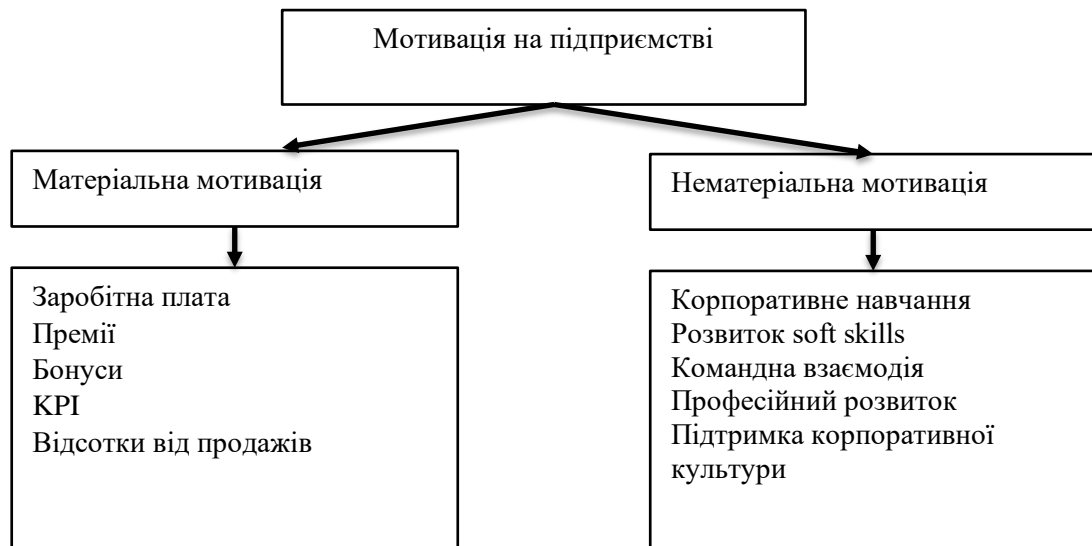 Мотивація на підприємстві
Матеріальна мотивація
Нематеріальна мотивація
Заробітна плата
Премії
Бонуси
KPI
Відсотки від продажів
Корпоративне навчання
Розвиток soft skills
Командна взаємодія
Професійний розвиток
Підтримка корпоративної
культури